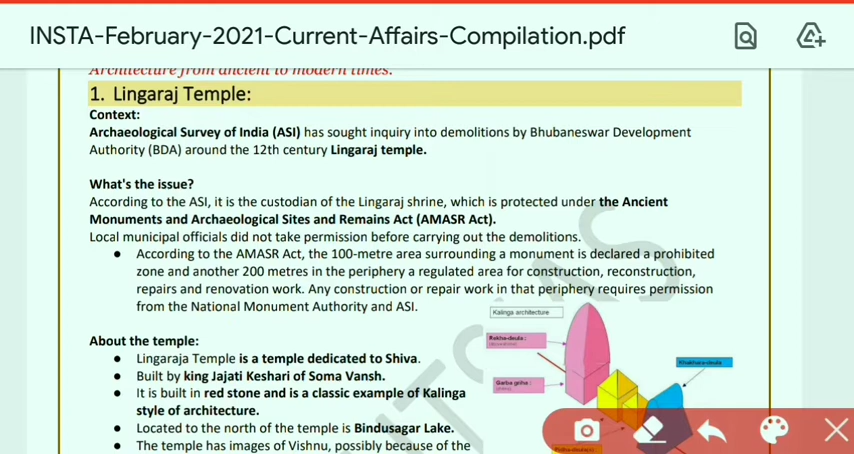 INSTA-February-2021-Current-Affairs-Compilation.pdf
Architecture from ancient to modern times.
1. Lingaraj Temple:
Context:
Archaeological Survey of India (ASI) has sought inquiry into demolitions by Bhubaneswar Development
Authority (BDA) around the 12th century Lingaraj temple.
What's the issue?
According to the ASI, it is the custodian of the Lingaraj shrine, which is protected under the Ancient
Monuments and Archaeological Sites and Remains Act (AMASR Act).
Local municipal officials did not take permission before carrying out the demolitions.
● According to the AMASR Act, the 100-metre area surrounding a monument is declared a prohibited
zone and another 200 metres in the periphery a regulated area for construction, reconstruction,
repairs and renovation work. Any construction or repair work in that periphery requires permission
from the National Monument Authority and ASI.
Kalinga architecture
Rekha-deula :
Khakhara-deula
Garba griha :
About the temple:
● Lingaraja Temple is a temple dedicated to Shiva.
● Built by king Jajati Keshari of Soma Vansh.
● It is built in red stone and is a classic example of Kalinga
style of architecture.
● Located to the north of the temple is Bindusagar Lake.
● The temple has images of Vishnu, possibly because of the